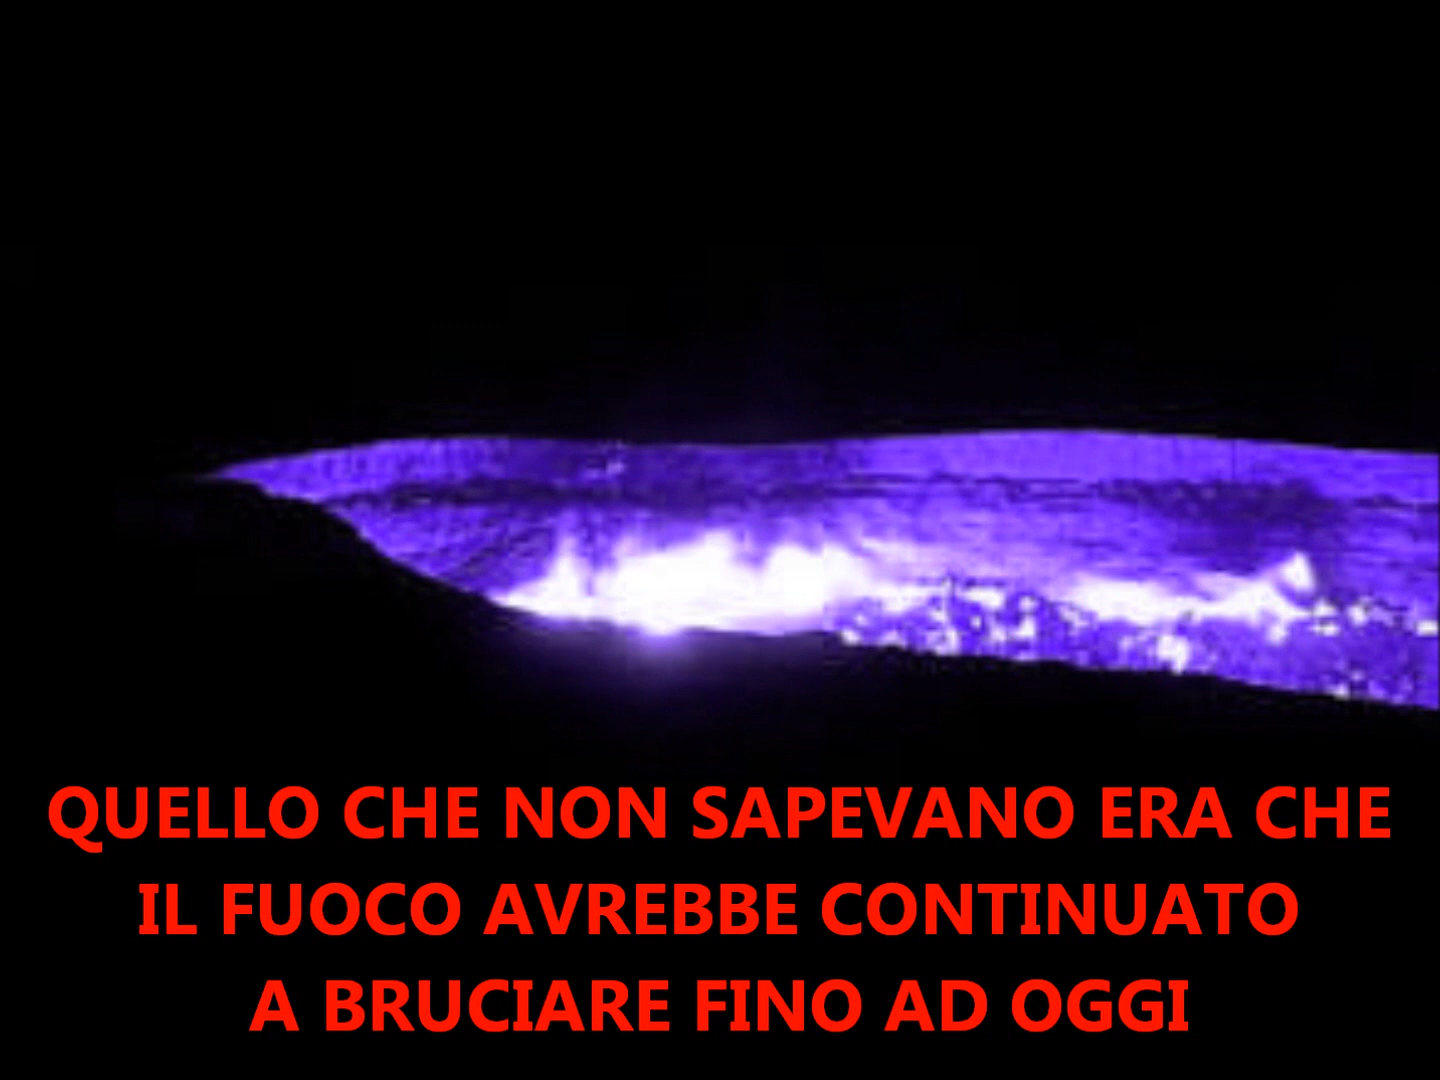 QUELLO CHE NON SAPEVANO ERA CHE
IL FUOCO AVREBBE CONTINUATO
A BRUCIARE FINO AD OGGI